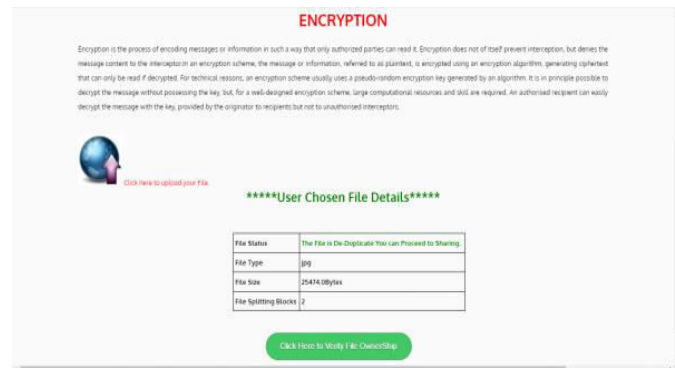 ENCRYPTION
Encryption is the process of encoding messages or information in such a way that only authorized parties can read it. Encryption does not of itself prevent interception, but denies the
message content to the interceptor.In an encryption scheme, the message or information, referred to as plaintext, is encrypted using an encryption algorithm, generating ciphertext
that can only be read if decrypted. For technical reasons, an encryption scheme usually uses a pseudo-random encryption key generated by an algorithm. It is in principle possible to
decrypt the message without possessing the key, but, for a well-designed encryption scheme, large computational resources and skill are required. An authorised recipient can easily
decrypt the message with the key, provided by the originator to recipients but not to unauthorised interceptors.
Click here to upload your File
*****User Chosen File Details*****
File Status The File is De-Duplicate You can Proceed to Sharing.
File Type jpg
File Size 25474.0Bytes
File Splitting Blocks 2
Click Here to Verify File OwnerShip